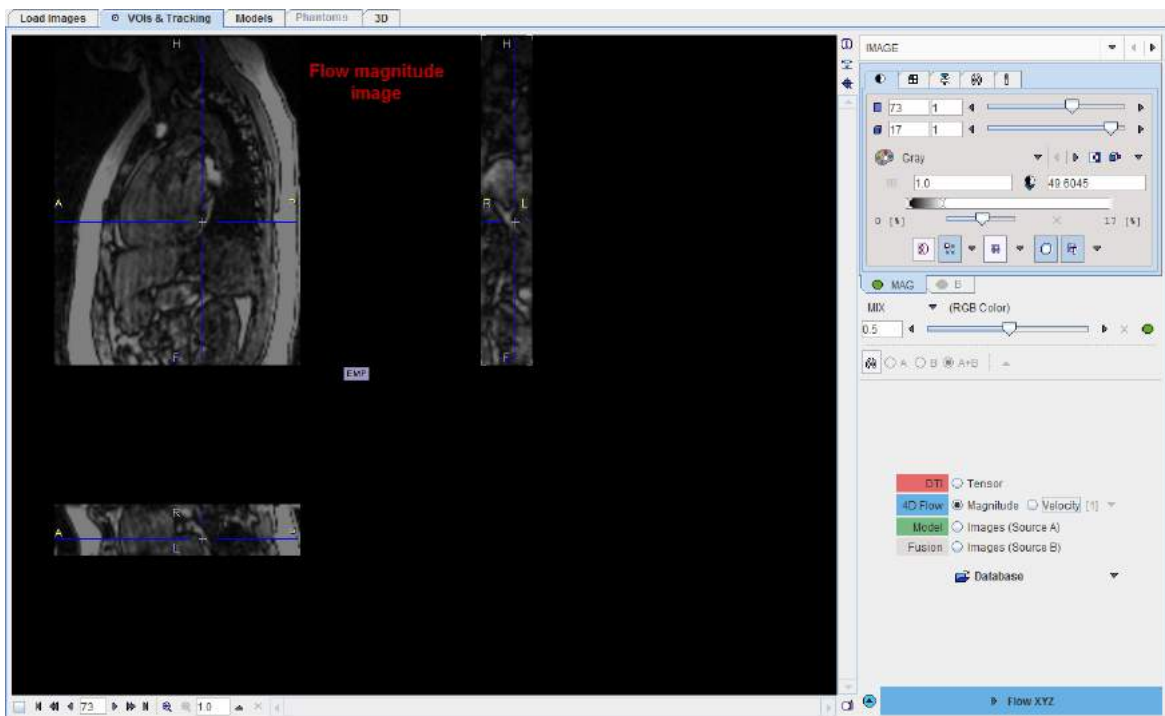 Load Images VOIs & Tracking Models Phantoms 3D
H
Flow magnitude
image
A P
F
H
R L
F
EMP
R
A P
L
73 1.0
IMAGE
73 1
17 1
Gray
1.0 49.6045
0 [%] 17 [%]
MAG B
MIX (RGB Color)
0.5
A B A+B
DTI Tensor
4D Flow Magnitude Velocity [1]
Model Images (Source A)
Fusion Images (Source B)
Database
Flow XYZ